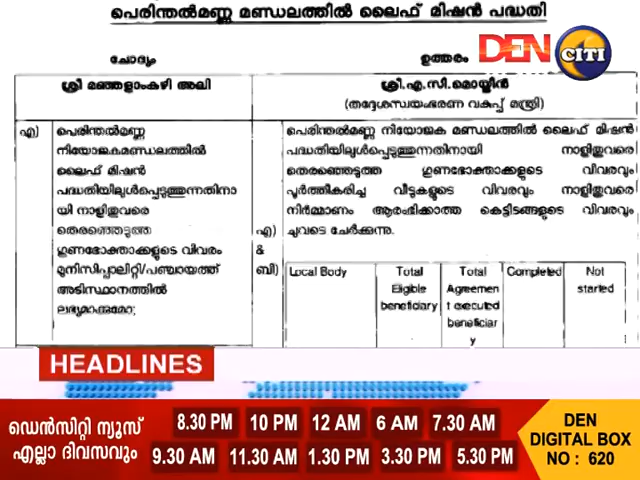 പെരിന്തൽമണ്ണ മണ്ഡലത്തിൽ ലൈഫ് മിഷൻ പദ്ധതി
DEN CITI
ചോദ്യം
ഉത്തരം
ശ്രീ മഞ്ഞളാംകുഴി അലി
ശ്രീ.എ.സി.മൊയ്തീൻ
(തദ്ദേശസ്വയംഭരണ വകുപ്പ് മന്ത്രി)
എ)
പെരിന്തൽമണ്ണ
നിയോജകമണ്ഡലത്തിൽ
ലൈഫ് മിഷൻ
പദ്ധതിയിലുൾപ്പെടുത്തുന്നതിനാ
യി നാളിതുവരെ
തെരഞ്ഞെടുത്ത
ഗുണഭോക്താക്കളുടെ വിവരം
മുനിസിപ്പാലിറ്റി/പഞ്ചായത്ത്
അടിസ്ഥാനത്തിൽ
ലഭ്യമാക്കുമോ;
എ)
&
ബി)
പെരിന്തൽമണ്ണ നിയോജക മണ്ഡലത്തിൽ ലൈഫ് മിഷൻ
പദ്ധതിയിലുൾപ്പെടുത്തുന്നതിനായി നാളിതുവരെ
തെരഞ്ഞെടുത്ത ഗുണഭോക്താക്കളുടെ വിവരവും
പൂർത്തികരിച്ച വീടുകളുടെ വിവരവും നാളിതുവരെ
നിർമ്മാണം ആരംഭിക്കാത്ത കെട്ടിടങ്ങളുടെ വിവരവും
ചുവടെ ചേർക്കുന്നു.
Local Body
Total
Eligible
beneficiary
Total
Agreemen
t executed
beneficiar
y
Completed
Not
started
HEADLINES
ഡെൻസിറ്റി ന്യൂസ്
എല്ലാ ദിവസവും
8.30 PM 10 PM 12 AM 6 AM 7.30 AM
9.30 AM 11.30 AM 1.30 PM 3.30 PM 5.30 PM
DEN
DIGITAL BOX
NO : 620